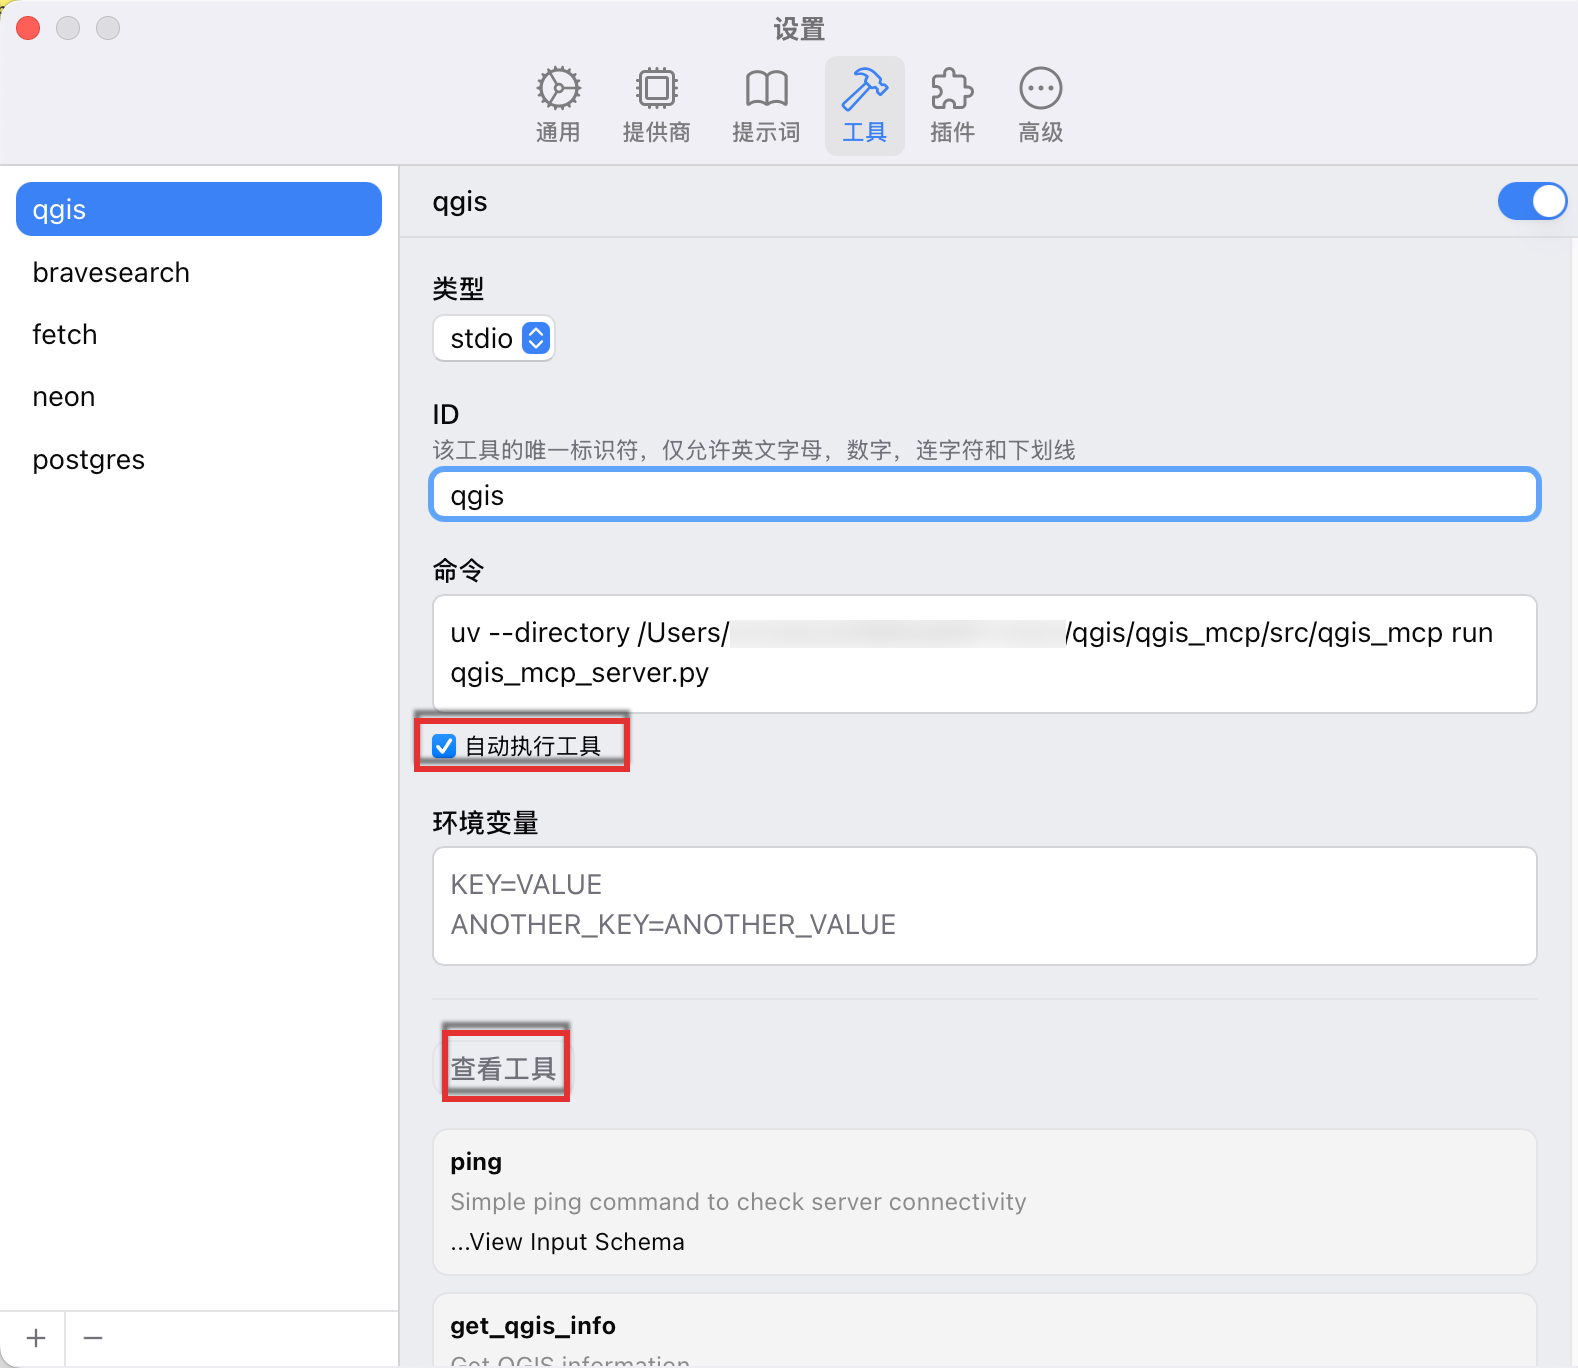 设置
通用
提供商
提示词
工具
插件
高级
qgis
bravesearch
fetch
neon
postgres
qgis
类型
stdio
ID
该工具的唯一标识符，仅允许英文字母，数字，连字符和下划线
qgis
命令
uv --directory /Users/ /qgis/qgis_mcp/src/qgis_mcp run
qgis_mcp_server.py
自动执行工具
环境变量
KEY=VALUE
ANOTHER_KEY=ANOTHER_VALUE
查看工具
ping
Simple ping command to check server connectivity
...View Input Schema
get_qgis_info
Get QGIS information